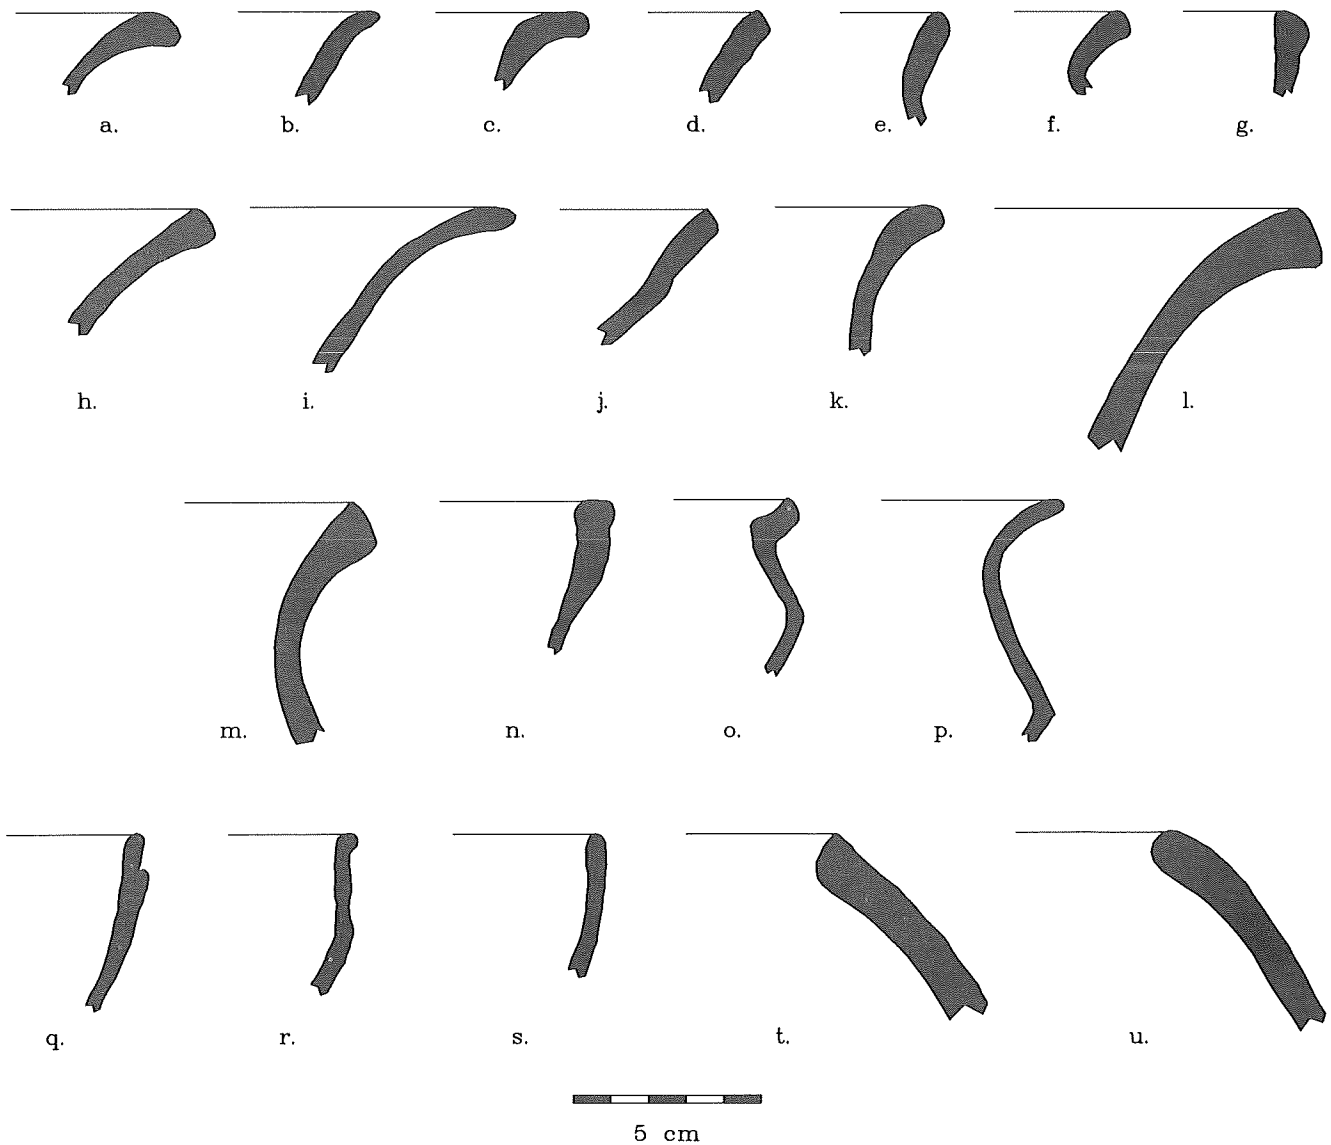 a. b. c. d. e. f. g.
h. i. j. k. l.
m. n. o. p.
q. r. s. t. u.
5 cm